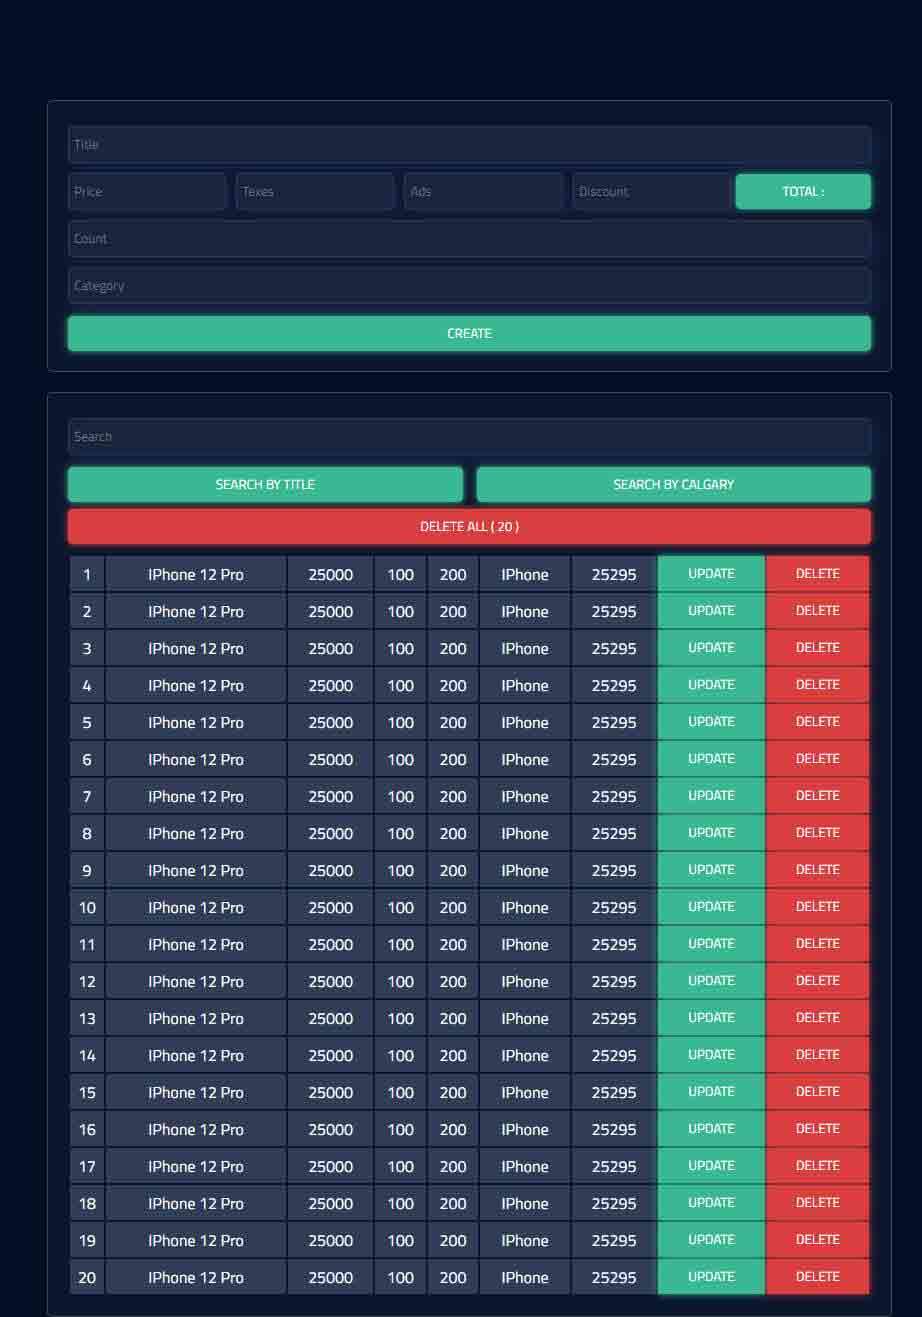 Title
Price Texes Ads Discount TOTAL :
Count
Category
CREATE
Search
SEARCH BY TITLE SEARCH BY CALGARY
DELETE ALL ( 20 )
1 IPhone 12 Pro 25000 100 200 IPhone 25295 UPDATE DELETE
2 IPhone 12 Pro 25000 100 200 IPhone 25295 UPDATE DELETE
3 IPhone 12 Pro 25000 100 200 IPhone 25295 UPDATE DELETE
4 IPhone 12 Pro 25000 100 200 IPhone 25295 UPDATE DELETE
5 IPhone 12 Pro 25000 100 200 IPhone 25295 UPDATE DELETE
6 IPhone 12 Pro 25000 100 200 IPhone 25295 UPDATE DELETE
7 IPhone 12 Pro 25000 100 200 IPhone 25295 UPDATE DELETE
8 IPhone 12 Pro 25000 100 200 IPhone 25295 UPDATE DELETE
9 IPhone 12 Pro 25000 100 200 IPhone 25295 UPDATE DELETE
10 IPhone 12 Pro 25000 100 200 IPhone 25295 UPDATE DELETE
11 IPhone 12 Pro 25000 100 200 IPhone 25295 UPDATE DELETE
12 IPhone 12 Pro 25000 100 200 IPhone 25295 UPDATE DELETE
13 IPhone 12 Pro 25000 100 200 IPhone 25295 UPDATE DELETE
14 IPhone 12 Pro 25000 100 200 IPhone 25295 UPDATE DELETE
15 IPhone 12 Pro 25000 100 200 IPhone 25295 UPDATE DELETE
16 IPhone 12 Pro 25000 100 200 IPhone 25295 UPDATE DELETE
17 IPhone 12 Pro 25000 100 200 IPhone 25295 UPDATE DELETE
18 IPhone 12 Pro 25000 100 200 IPhone 25295 UPDATE DELETE
19 IPhone 12 Pro 25000 100 200 IPhone 25295 UPDATE DELETE
20 IPhone 12 Pro 25000 100 200 IPhone 25295 UPDATE DELETE